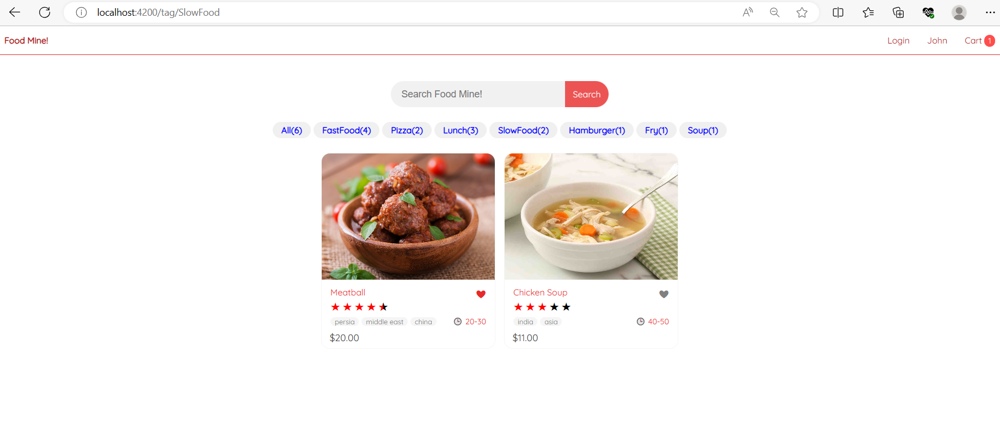 localhost:4200/tag/SlowFood
Food Mine!
Login John Cart 1
Search Food Mine! Search
All(6) FastFood(4) Pizza(2) Lunch(3) SlowFood(2) Hamburger(1) Fry(1) Soup(1)
Meatball
persia middle east china 20-30
$20.00
Chicken Soup
india asia 40-50
$11.00